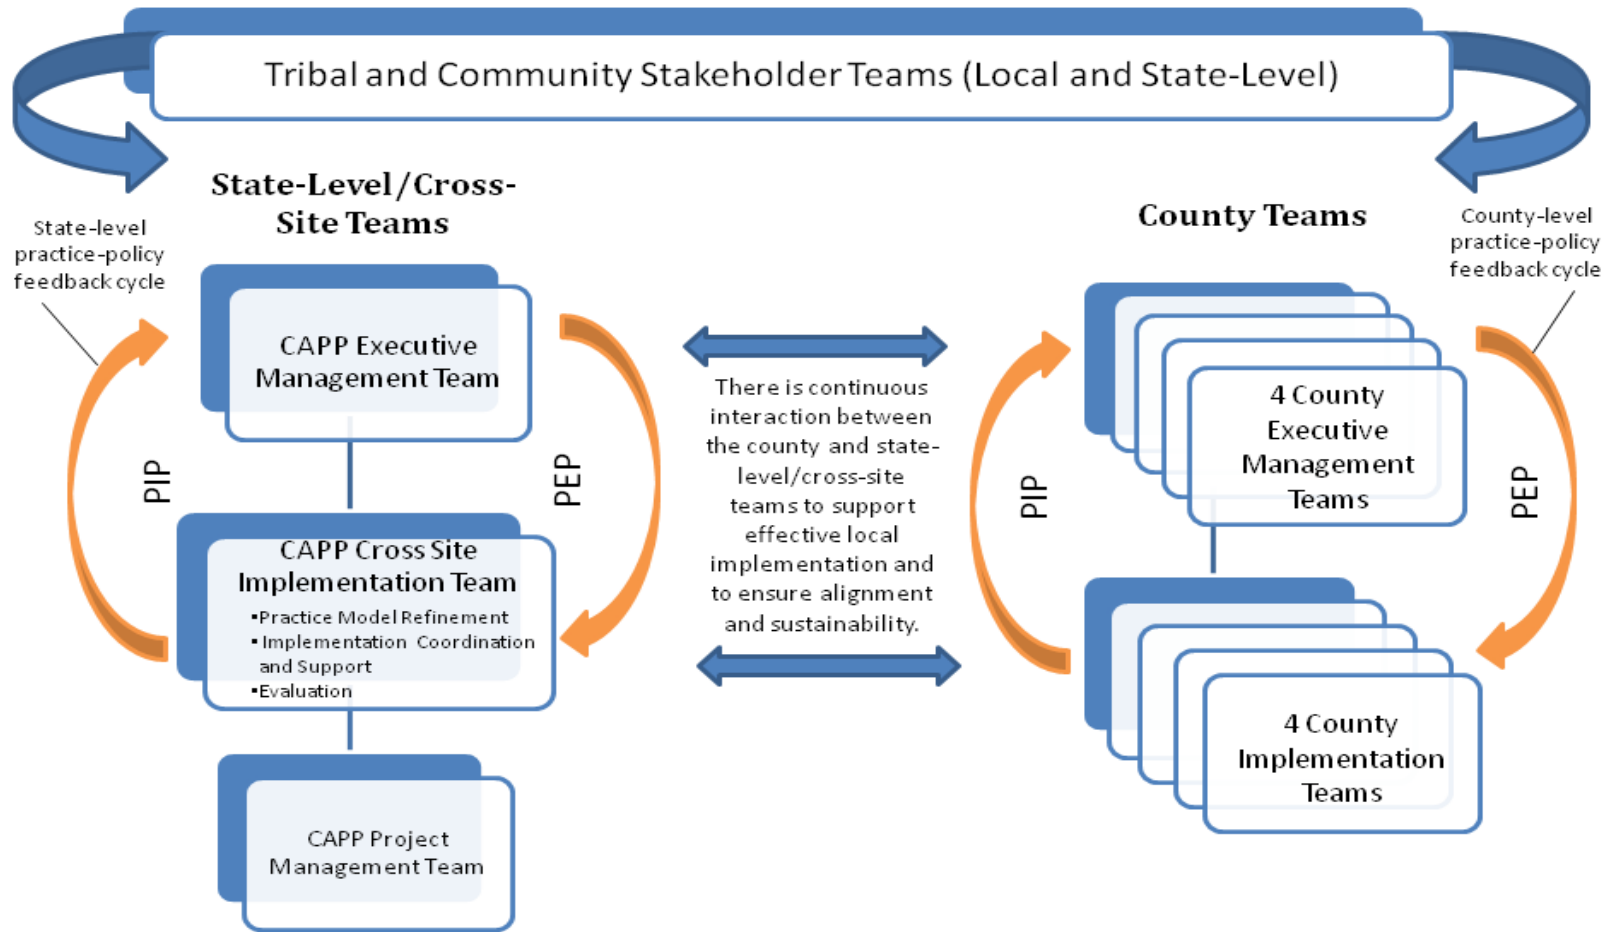 Tribal and Community Stakeholder Teams (Local and State-Level)
State-Level/Cross-
Site Teams
County Teams
State-level
practice-policy
feedback cycle
County-level
practice-policy
feedback cycle
CAPP Executive
Management Team
PIP
PEP
CAPP Cross Site
Implementation Team
▪Practice Model Refinement
▪ Implementation Coordination
and Support
▪Evaluation
CAPP Project
Management Team
There is continuous
interaction between
the county and state-
level/cross-site
teams to support
effective local
implementation and
to ensure alignment
and sustainability.
4 County
Executive
Management
Teams
PIP
PEP
4 County
Implementation
Teams